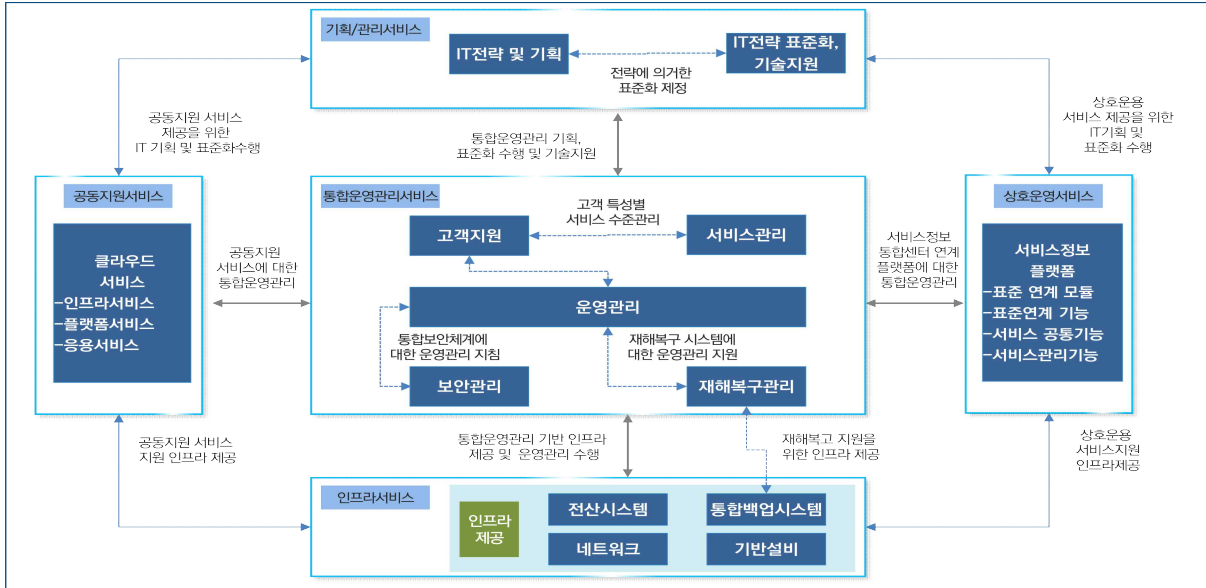 기획/관리서비스
IT전략 및 기획
IT전략 표준화,
기술지원
전략에 의거한
표준화 제정
공동지원 서비스
제공을 위한
IT 기획 및 표준화수행
통합운영관리 기획,
표준화 수행 및 기술지원
상호운용
서비스 제공을 위한
IT기획 및
표준화 수행
공동지원서비스
클라우드
서비스
-인프라서비스
-플랫폼서비스
-응용서비스
공동지원
서비스에 대한
통합운영관리
통합운영관리서비스
고객지원
고객 특성별
서비스 수준관리
서비스관리
운영관리
통합보안체계에
대한 운영관리 지침
재해복구 시스템에
대한 운영관리 지원
보안관리
재해복구관리
서비스정보
통합센터 연계
플랫폼에 대한
통합운영관리
상호운영서비스
서비스정보
플랫폼
-표준 연계 모듈
-표준연계 기능
-서비스 공통기능
-서비스관리기능
공동지원 서비스
지원 인프라 제공
통합운영관리 기반 인프라
제공 및 운영관리 수행
재해복고 지원을
위한 인프라 제공
상호운용
서비스지원
인프라제공
인프라서비스
인프라
제공
전산시스템
통합백업시스템
네트워크
기반설비